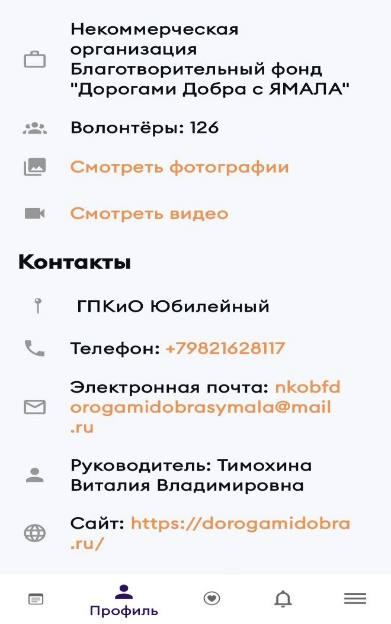 Некоммерческая
организация
Благотворительный фонд
"Дорогами Добра с ЯМАЛА"
Волонтёры: 126
Смотреть фотографии
Смотреть видео
Контакты
ГПКиО Юбилейный
Телефон: +79821628117
Электронная почта: nkobfd
orogamidobrasymala@mail
.ru
Руководитель: Тимохина
Виталия Владимировна
Сайт: https://dorogamidobra
.ru/
Профиль